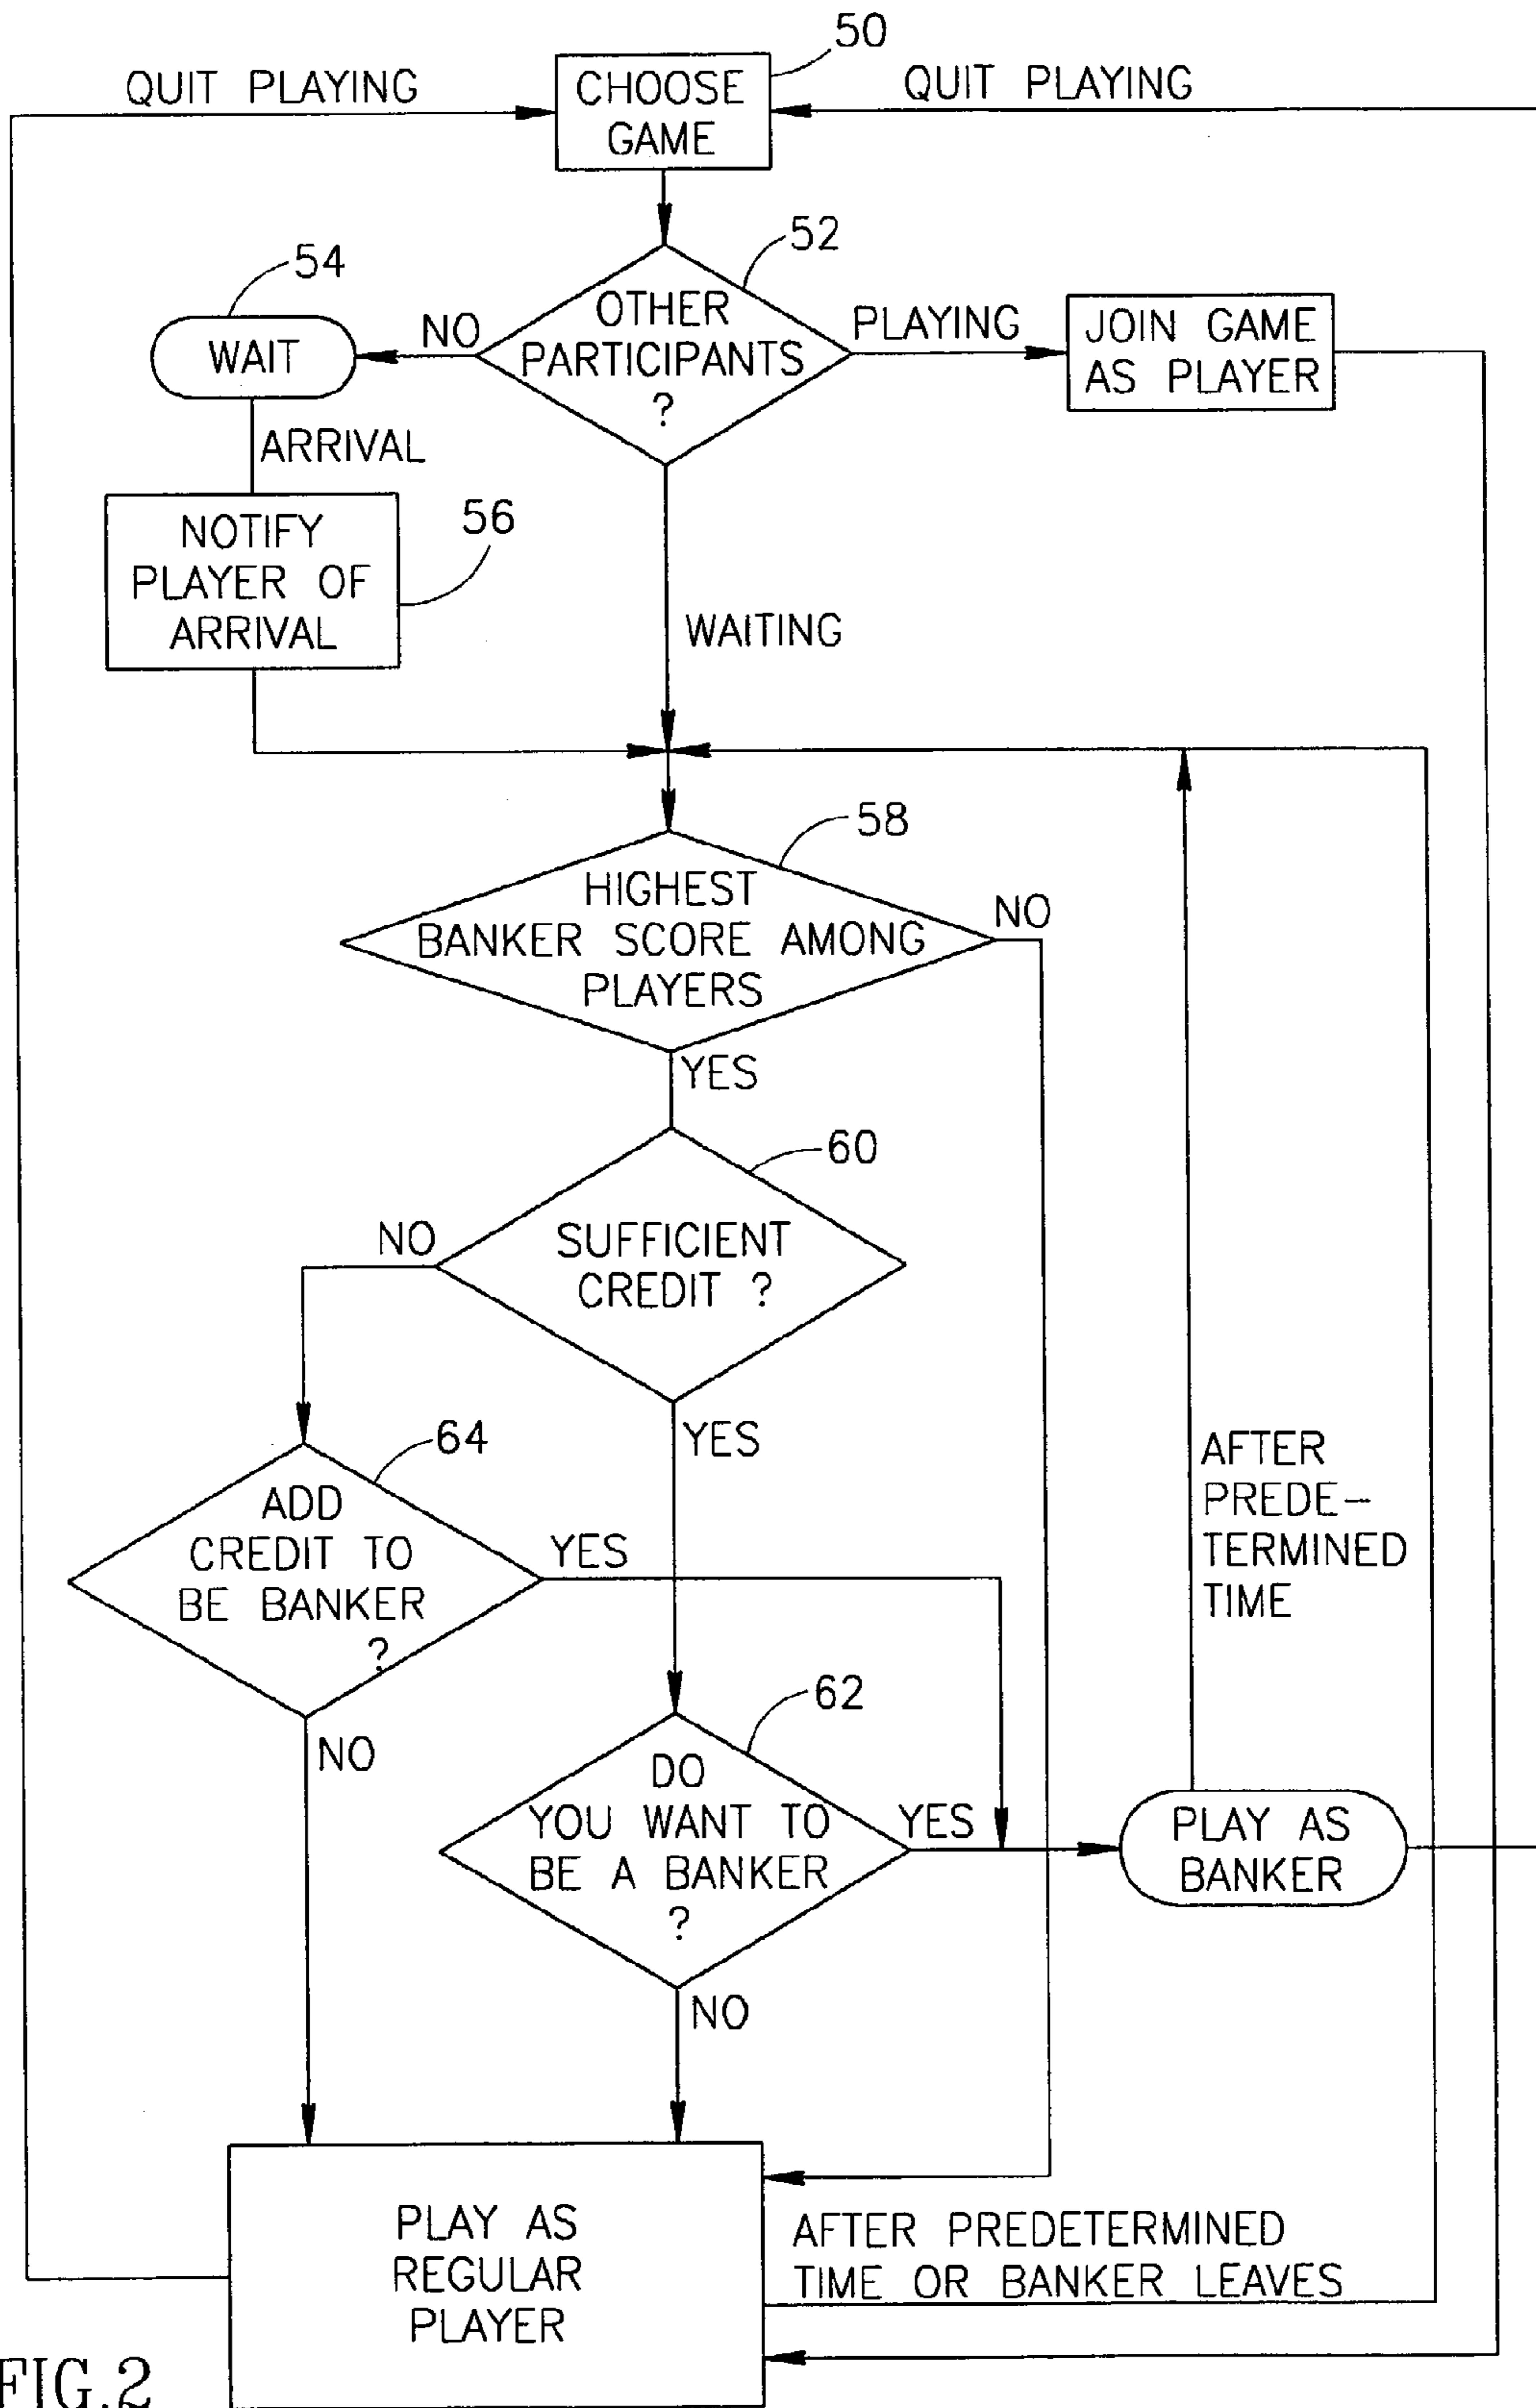 50
QUIT PLAYING
CHOOSE
GAME
QUIT PLAYING
52
54
OTHER
PARTICIPANTS
?
NO
PLAYING
WAIT
JOIN GAME
AS PLAYER
ARRIVAL
56
NOTIFY
PLAYER OF
ARRIVAL
WAITING
58
HIGHEST
BANKER SCORE AMONG
PLAYERS
NO
YES
60
SUFFICIENT
CREDIT ?
NO
YES
64
ADD
CREDIT TO
BE BANKER
?
YES
NO
AFTER
PREDE-
TERMINED
TIME
62
DO
YOU WANT TO
BE A BANKER
?
YES
NO
PLAY AS
BANKER
PLAY AS
REGULAR
PLAYER
AFTER PREDETERMINED
TIME OR BANKER LEAVES
FIG.2